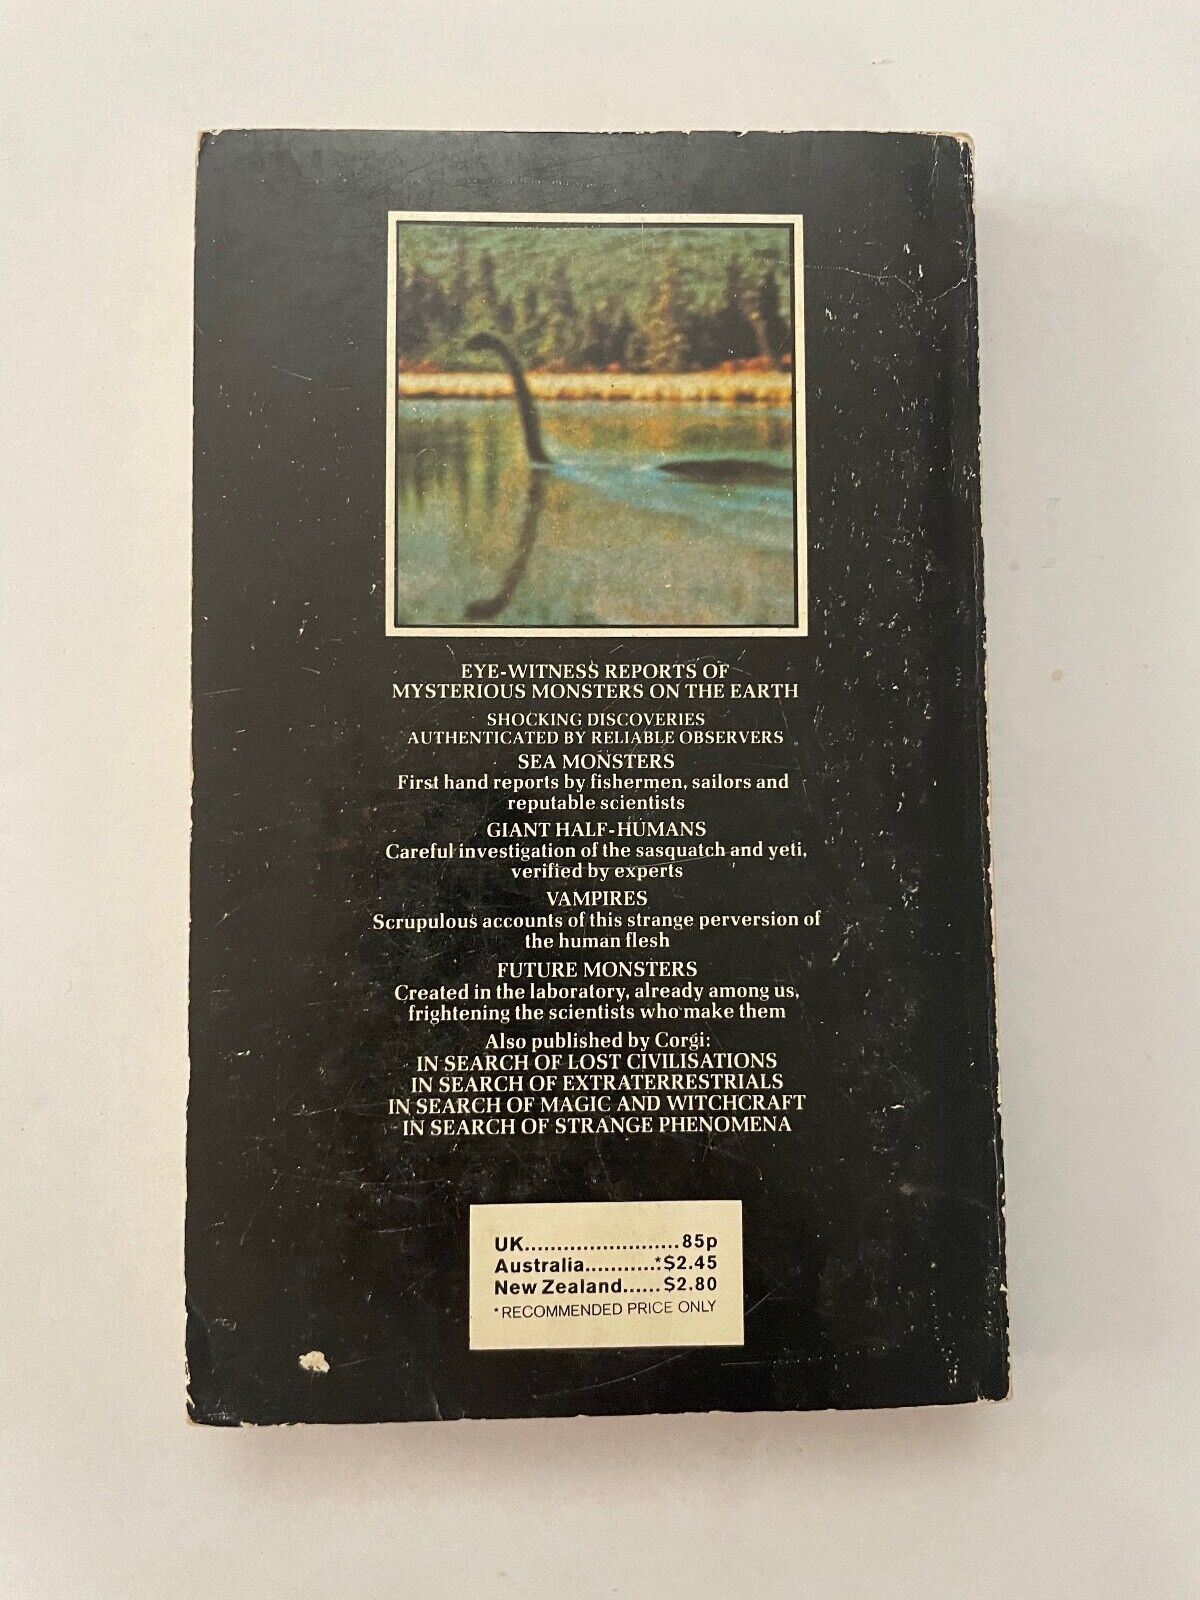 EYE-WITNESS REPORTS OF
MYSTERIOUS MONSTERS ON THE EARTH
SHOCKING DISCOVERIES
AUTHENTICATED BY RELIABLE OBSERVERS
SEA MONSTERS
First hand reports by fishermen, sailors and
reputable scientists
GIANT HALF-HUMANS
Careful investigation of the sasquatch and yeti,
verified by experts
VAMPIRES
Scrupulous accounts of this strange perversion of
the human flesh
FUTURE MONSTERS
Created in the laboratory, already among us,
frightening the scientists who make them
Also published by Corgi:
IN SEARCH OF LOST CIVILISATIONS
IN SEARCH OF EXTRATERRESTRIALS
IN SEARCH OF MAGIC AND WITCHCRAFT
IN SEARCH OF STRANGE PHENOMENA
UK........................85p
Australia...........*$2.45
New Zealand......$2.80
*RECOMMENDED PRICE ONLY